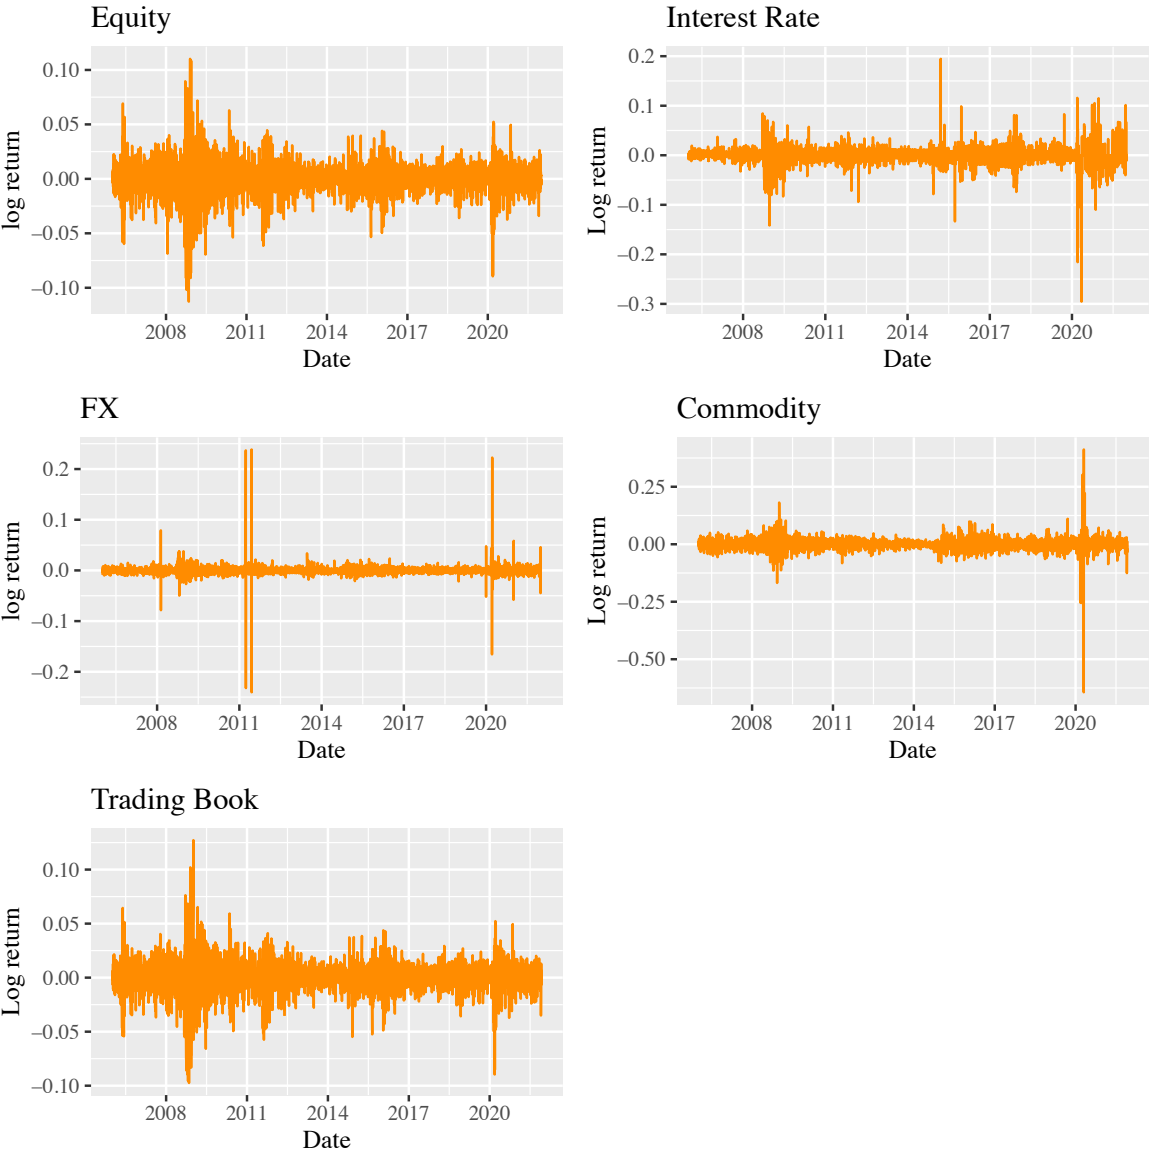 Equity
0.10
0.05
0.00
−0.05
−0.10
log return
2008 2011 2014 2017 2020
Date
Interest Rate
0.2
0.1
0.0
−0.1
−0.2
−0.3
Log return
2008 2011 2014 2017 2020
Date
FX
0.2
0.1
0.0
−0.1
−0.2
log return
2008 2011 2014 2017 2020
Date
Commodity
0.25
0.00
−0.25
−0.50
Log return
2008 2011 2014 2017 2020
Date
Trading Book
0.10
0.05
0.00
−0.05
−0.10
Log return
2008 2011 2014 2017 2020
Date